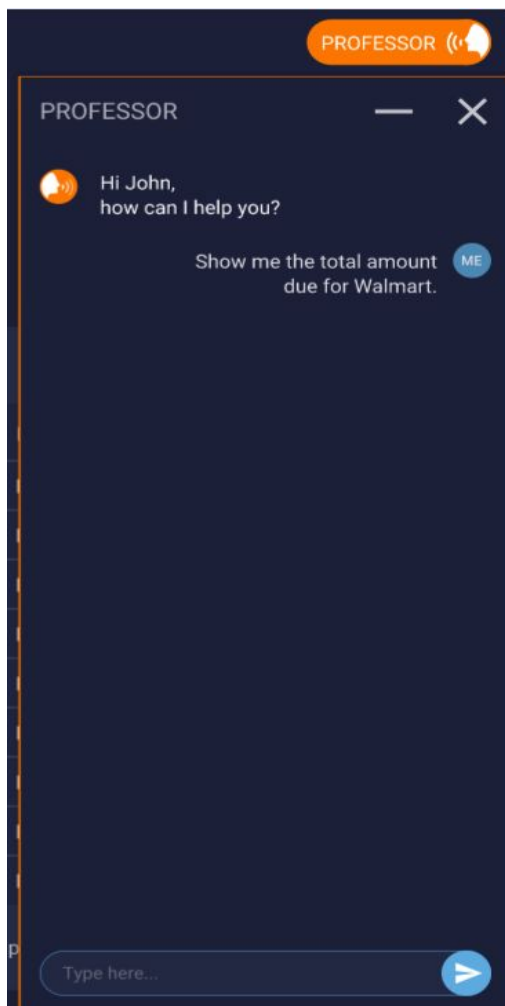 PROFESSOR
PROFESSOR
Hi John,
how can I help you?
Show me the total amount
due for Walmart.
ME
p
Type here...